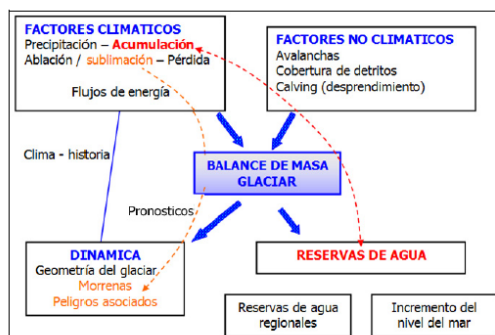 FACTORES CLIMATICOS
Precipitación – Acumulación
Ablación / sublimación – Pérdida
Flujos de energía
FACTORES NO CLIMATICOS
Avalanchas
Cobertura de detritos
Calving (desprendimiento)
Clima - historia
BALANCE DE MASA
GLACIAR
Pronosticos
DINAMICA
Geometría del glaciar
Morrenas
Peligros asociados
RESERVAS DE AGUA
Reservas de agua
regionales
Incremento del
nivel del mar